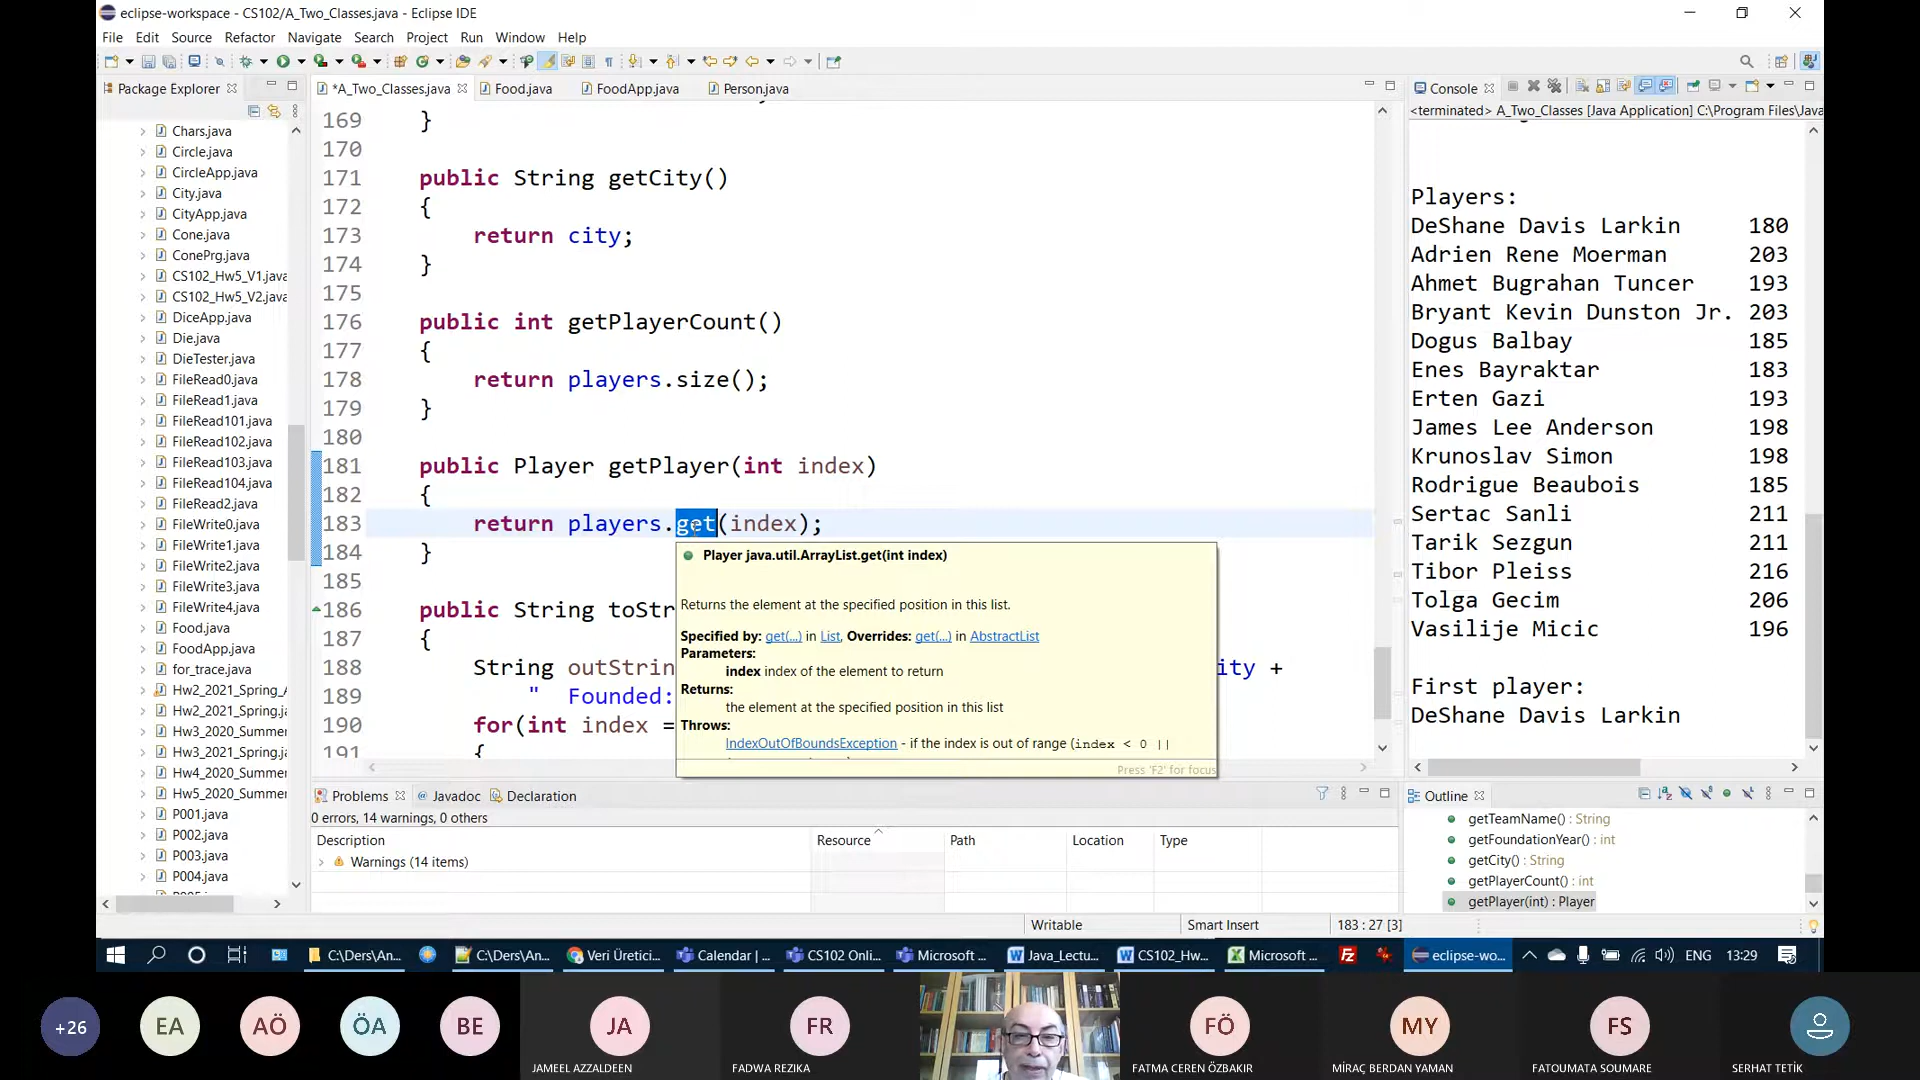 eclipse-workspace - CS102/A_Two_Classes.java - Eclipse IDE
File Edit Source Refactor Navigate Search Project Run Window Help
Package Explorer
Chars.java
Circle.java
CircleApp.java
City.java
CityApp.java
Cone.java
ConePrg.java
CS102_Hw5_V1.java
CS102_Hw5_V2.java
DiceApp.java
Die.java
DieTester.java
FileRead0.java
FileRead1.java
FileRead101.java
FileRead102.java
FileRead103.java
FileRead104.java
FileRead2.java
FileWrite0.java
FileWrite1.java
FileWrite2.java
FileWrite3.java
FileWrite4.java
Food.java
FoodApp.java
for_trace.java
Hw2_2021_Spring_A
Hw2_2021_Spring.ja
Hw3_2020_Summer
Hw3_2021_Spring.ja
Hw4_2020_Summer
Hw5_2020_Summer
P001.java
P002.java
P003.java
P004.java
*A_Two_Classes.java Food.java FoodApp.java Person.java
169 }
170
171 public String getCity()
172 {
173 return city;
174 }
175
176 public int getPlayerCount()
177 {
178 return players.size();
179 }
180
181 public Player getPlayer(int index)
182 {
183 return players.get(index);
184 }
185
186 public String toStr
187 {
188 String outStrin ity +
189 " Founded:
190 for(int index =
191 {
Player java.util.ArrayList.get(int index)
Returns the element at the specified position in this list.
Specified by: get(...) in List, Overrides: get(...) in AbstractList
Parameters:
index index of the element to return
Returns:
the element at the specified position in this list
Throws:
IndexOutOfBoundsException - if the index is out of range (index < 0 ||
Press 'F2' for focus
Console
<terminated> A_Two_Classes [Java Application] C:\Program Files\Java
Players:
DeShane Davis Larkin 180
Adrien Rene Moerman 203
Ahmet Bugrahan Tuncer 193
Bryant Kevin Dunston Jr. 203
Dogus Balbay 185
Enes Bayraktar 183
Erten Gazi 193
James Lee Anderson 198
Krunoslav Simon 198
Rodrigue Beaubois 185
Sertac Sanli 211
Tarik Sezgun 211
Tibor Pleiss 216
Tolga Gecim 206
Vasilije Micic 196
First player:
DeShane Davis Larkin
Problems @ Javadoc Declaration
0 errors, 14 warnings, 0 others
Description Resource Path Location Type
Warnings (14 items)
Outline
getTeamName() : String
getFoundationYear() : int
getCity() : String
getPlayerCount() : int
getPlayer(int) : Player
Writable Smart Insert 183 : 27 [3]
C:\Ders\An... C:\Ders\An... Veri Üretici... Calendar | ... CS102 Onli... Microsoft ... Java_Lectu... CS102_Hw... Microsoft ... eclipse-wo... ENG 13:29
+26 EA AÖ ÖA BE JA FR FÖ MY FS
JAMEEL AZZALDEEN FADWA REZIKA FATMA CEREN ÖZBAKIR MİRAÇ BERDAN YAMAN FATOUMATA SOUMARE SERHAT TETİK